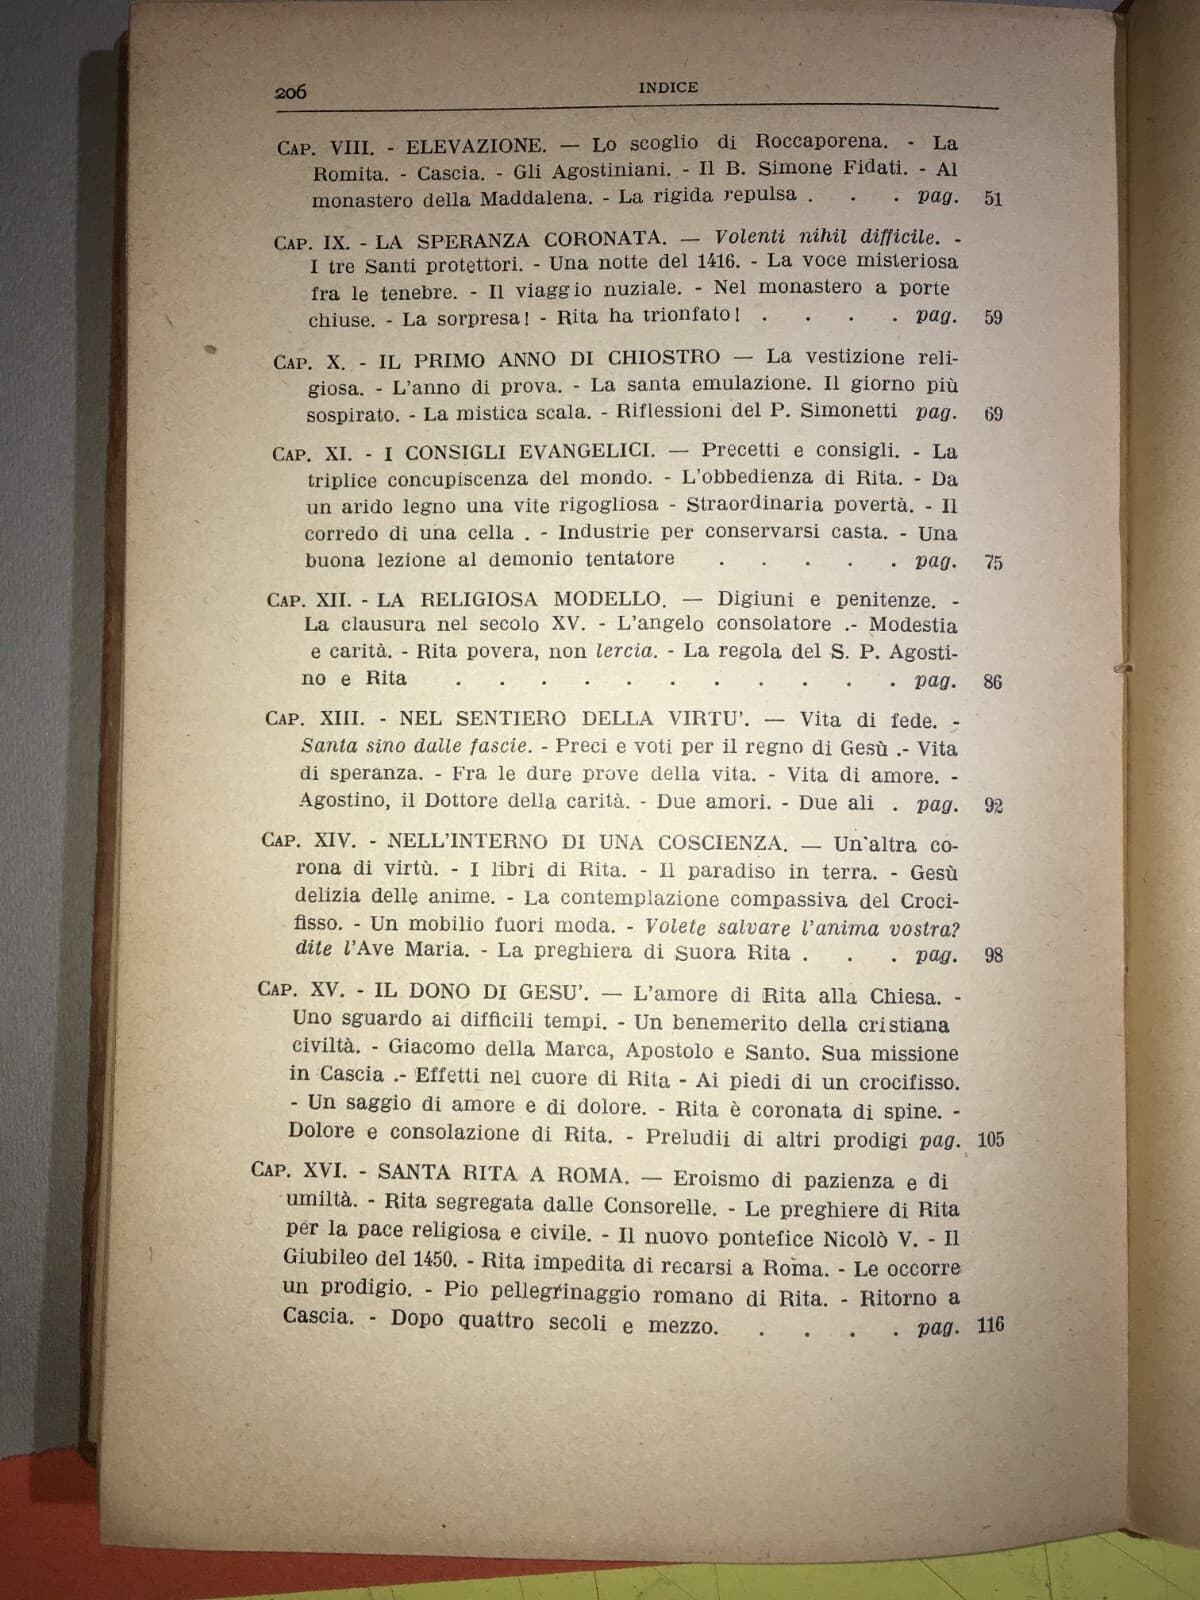 206
INDICE
CAP. VIII. - ELEVAZIONE. — Lo scoglio di Roccaporena. - La
Romita. - Cascia. - Gli Agostiniani. - Il B. Simone Fidati. - Al
monastero della Maddalena. - La rigida repulsa . . . pag. 51
CAP. IX. - LA SPERANZA CORONATA. — Volenti nihil difficile. -
I tre Santi protettori. - Una notte del 1416. - La voce misteriosa
fra le tenebre. - Il viaggio nuziale. - Nel monastero a porte
chiuse. - La sorpresa! - Rita ha trionfato! . . . . pag. 59
CAP. X. - IL PRIMO ANNO DI CHIOSTRO — La vestizione reli-
giosa. - L'anno di prova. - La santa emulazione. Il giorno più
sospirato. - La mistica scala. - Riflessioni del P. Simonetti pag. 69
CAP. XI. - I CONSIGLI EVANGELICI. — Precetti e consigli. - La
triplice concupiscenza del mondo. - L'obbedienza di Rita. - Da
un arido legno una vite rigogliosa - Straordinaria povertà. - Il
corredo di una cella . - Industrie per conservarsi casta. - Una
buona lezione al demonio tentatore . . . . . pag. 75
CAP. XII. - LA RELIGIOSA MODELLO. — Digiuni e penitenze. -
La clausura nel secolo XV. - L'angelo consolatore .- Modestia
e carità. - Rita povera, non lercia. - La regola del S. P. Agosti-
no e Rita . . . . . . . . . . . pag. 86
CAP. XIII. - NEL SENTIERO DELLA VIRTU'. — Vita di fede. -
Santa sino dalle fascie. - Preci e voti per il regno di Gesù .- Vita
di speranza. - Fra le dure prove della vita. - Vita di amore. -
Agostino, il Dottore della carità. - Due amori. - Due ali . pag. 92
CAP. XIV. - NELL'INTERNO DI UNA COSCIENZA. — Un'altra co-
rona di virtù. - I libri di Rita. - Il paradiso in terra. - Gesù
delizia delle anime. - La contemplazione compassiva del Croci-
fisso. - Un mobilio fuori moda. - Volete salvare l'anima vostra?
dite l'Ave Maria. - La preghiera di Suora Rita . . . pag. 98
CAP. XV. - IL DONO DI GESU'. — L'amore di Rita alla Chiesa. -
Uno sguardo ai difficili tempi. - Un benemerito della cristiana
civiltà. - Giacomo della Marca, Apostolo e Santo. Sua missione
in Cascia .- Effetti nel cuore di Rita - Ai piedi di un crocifisso.
- Un saggio di amore e di dolore. - Rita è coronata di spine. -
Dolore e consolazione di Rita. - Preludii di altri prodigi pag. 105
CAP. XVI. - SANTA RITA A ROMA. — Eroismo di pazienza e di
umiltà. - Rita segregata dalle Consorelle. - Le preghiere di Rita
per la pace religiosa e civile. - Il nuovo pontefice Nicolò V. - Il
Giubileo del 1450. - Rita impedita di recarsi a Roma. - Le occorre
un prodigio. - Pio pellegrinaggio romano di Rita. - Ritorno a
Cascia. - Dopo quattro secoli e mezzo. . . . . pag. 116